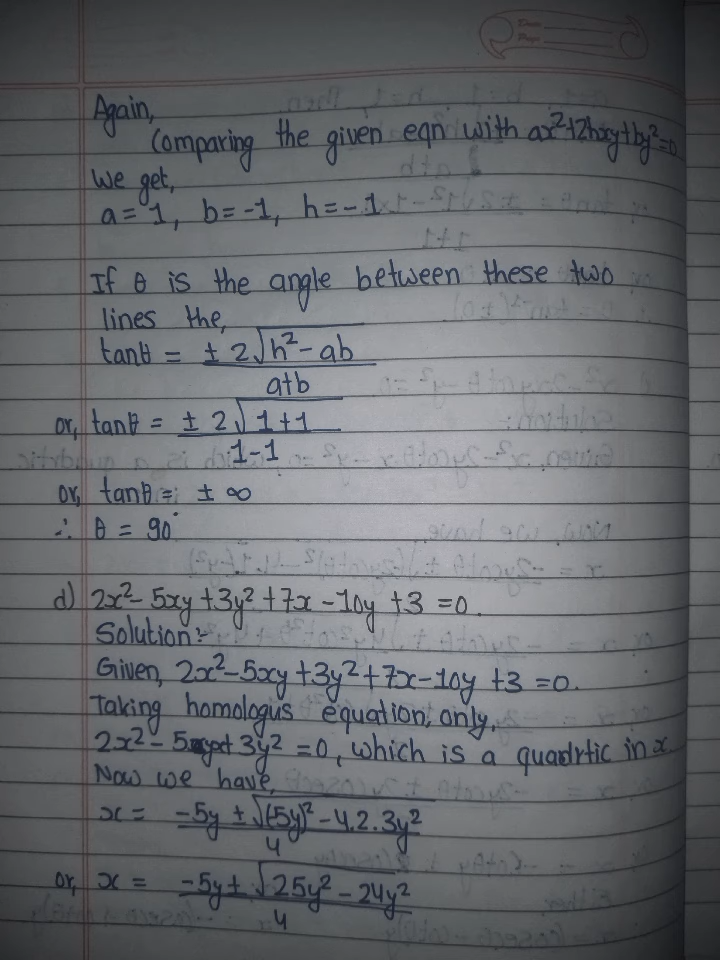 Again,
Comparing the given eqn with ax²+2hxy+by²=0
We get,
a = 1, b = -1, h = -1
If θ is the angle between these two
lines the,
tanθ = ± 2√h² - ab
a+b
or, tanθ = ± 2√1+1
1-1
or, tanθ = ± ∞
∴ θ = 90°
d) 2x² - 5xy + 3y² + 7x - 10y + 3 = 0.
Solution:-
Given, 2x² - 5xy + 3y² + 7x - 10y + 3 = 0.
Taking homologus equation, only,
2x² - 5xy + 3y² = 0, which is a quadrtic in x
Now we have,
x = -5y ± √(-5y)² - 4.2.3y²
4
or, x = -5y ± √25y² - 24y²
4